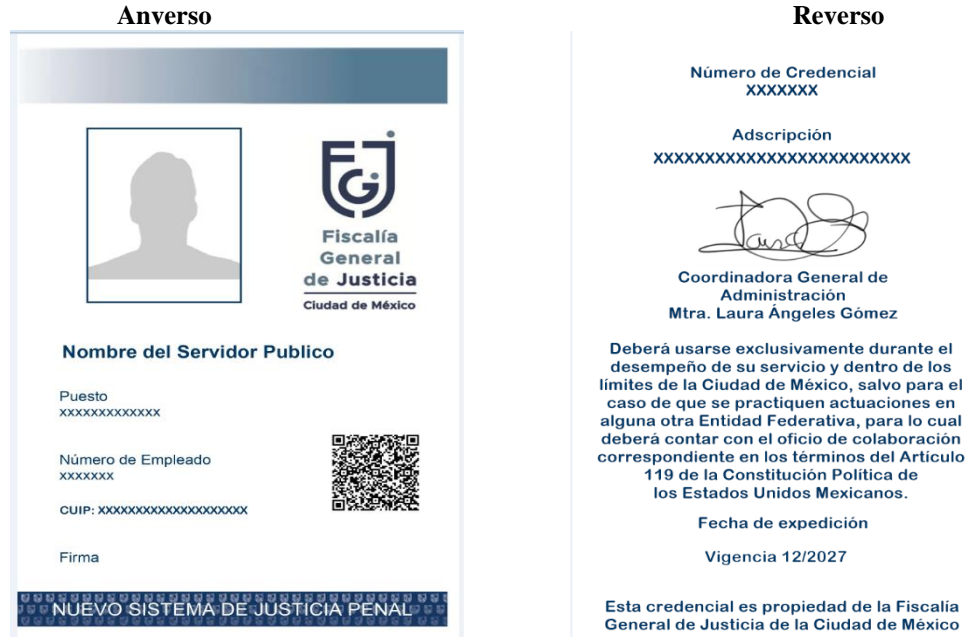 Anverso
Reverso
FGJ
Fiscalía
General
de Justicia
Ciudad de México
Nombre del Servidor Publico
Puesto
XXXXXXXXXXXXX
Número de Empleado
XXXXXXX
CUIP: XXXXXXXXXXXXXXXXXXXX
Firma
NUEVO SISTEMA DE JUSTICIA PENAL
Número de Credencial
XXXXXXX
Adscripción
XXXXXXXXXXXXXXXXXXXXXXXXX
Coordinadora General de
Administración
Mtra. Laura Ángeles Gómez
Deberá usarse exclusivamente durante el
desempeño de su servicio y dentro de los
límites de la Ciudad de México, salvo para el
caso de que se practiquen actuaciones en
alguna otra Entidad Federativa, para lo cual
deberá contar con el oficio de colaboración
correspondiente en los términos del Artículo
119 de la Constitución Política de
los Estados Unidos Mexicanos.
Fecha de expedición
Vigencia 12/2027
Esta credencial es propiedad de la Fiscalía
General de Justicia de la Ciudad de México